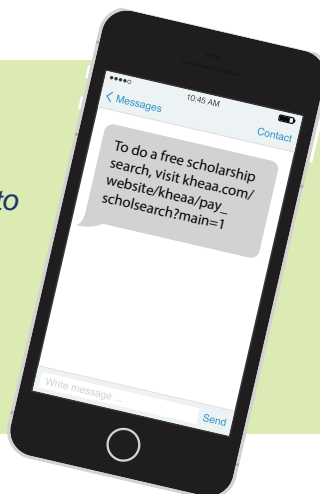 to
10:45 AM
Messages
Contact
To do a free scholarship
search, visit kheaa.com/
website/kheaa/pay_
scholsearch?main=1
Write message ...
Send